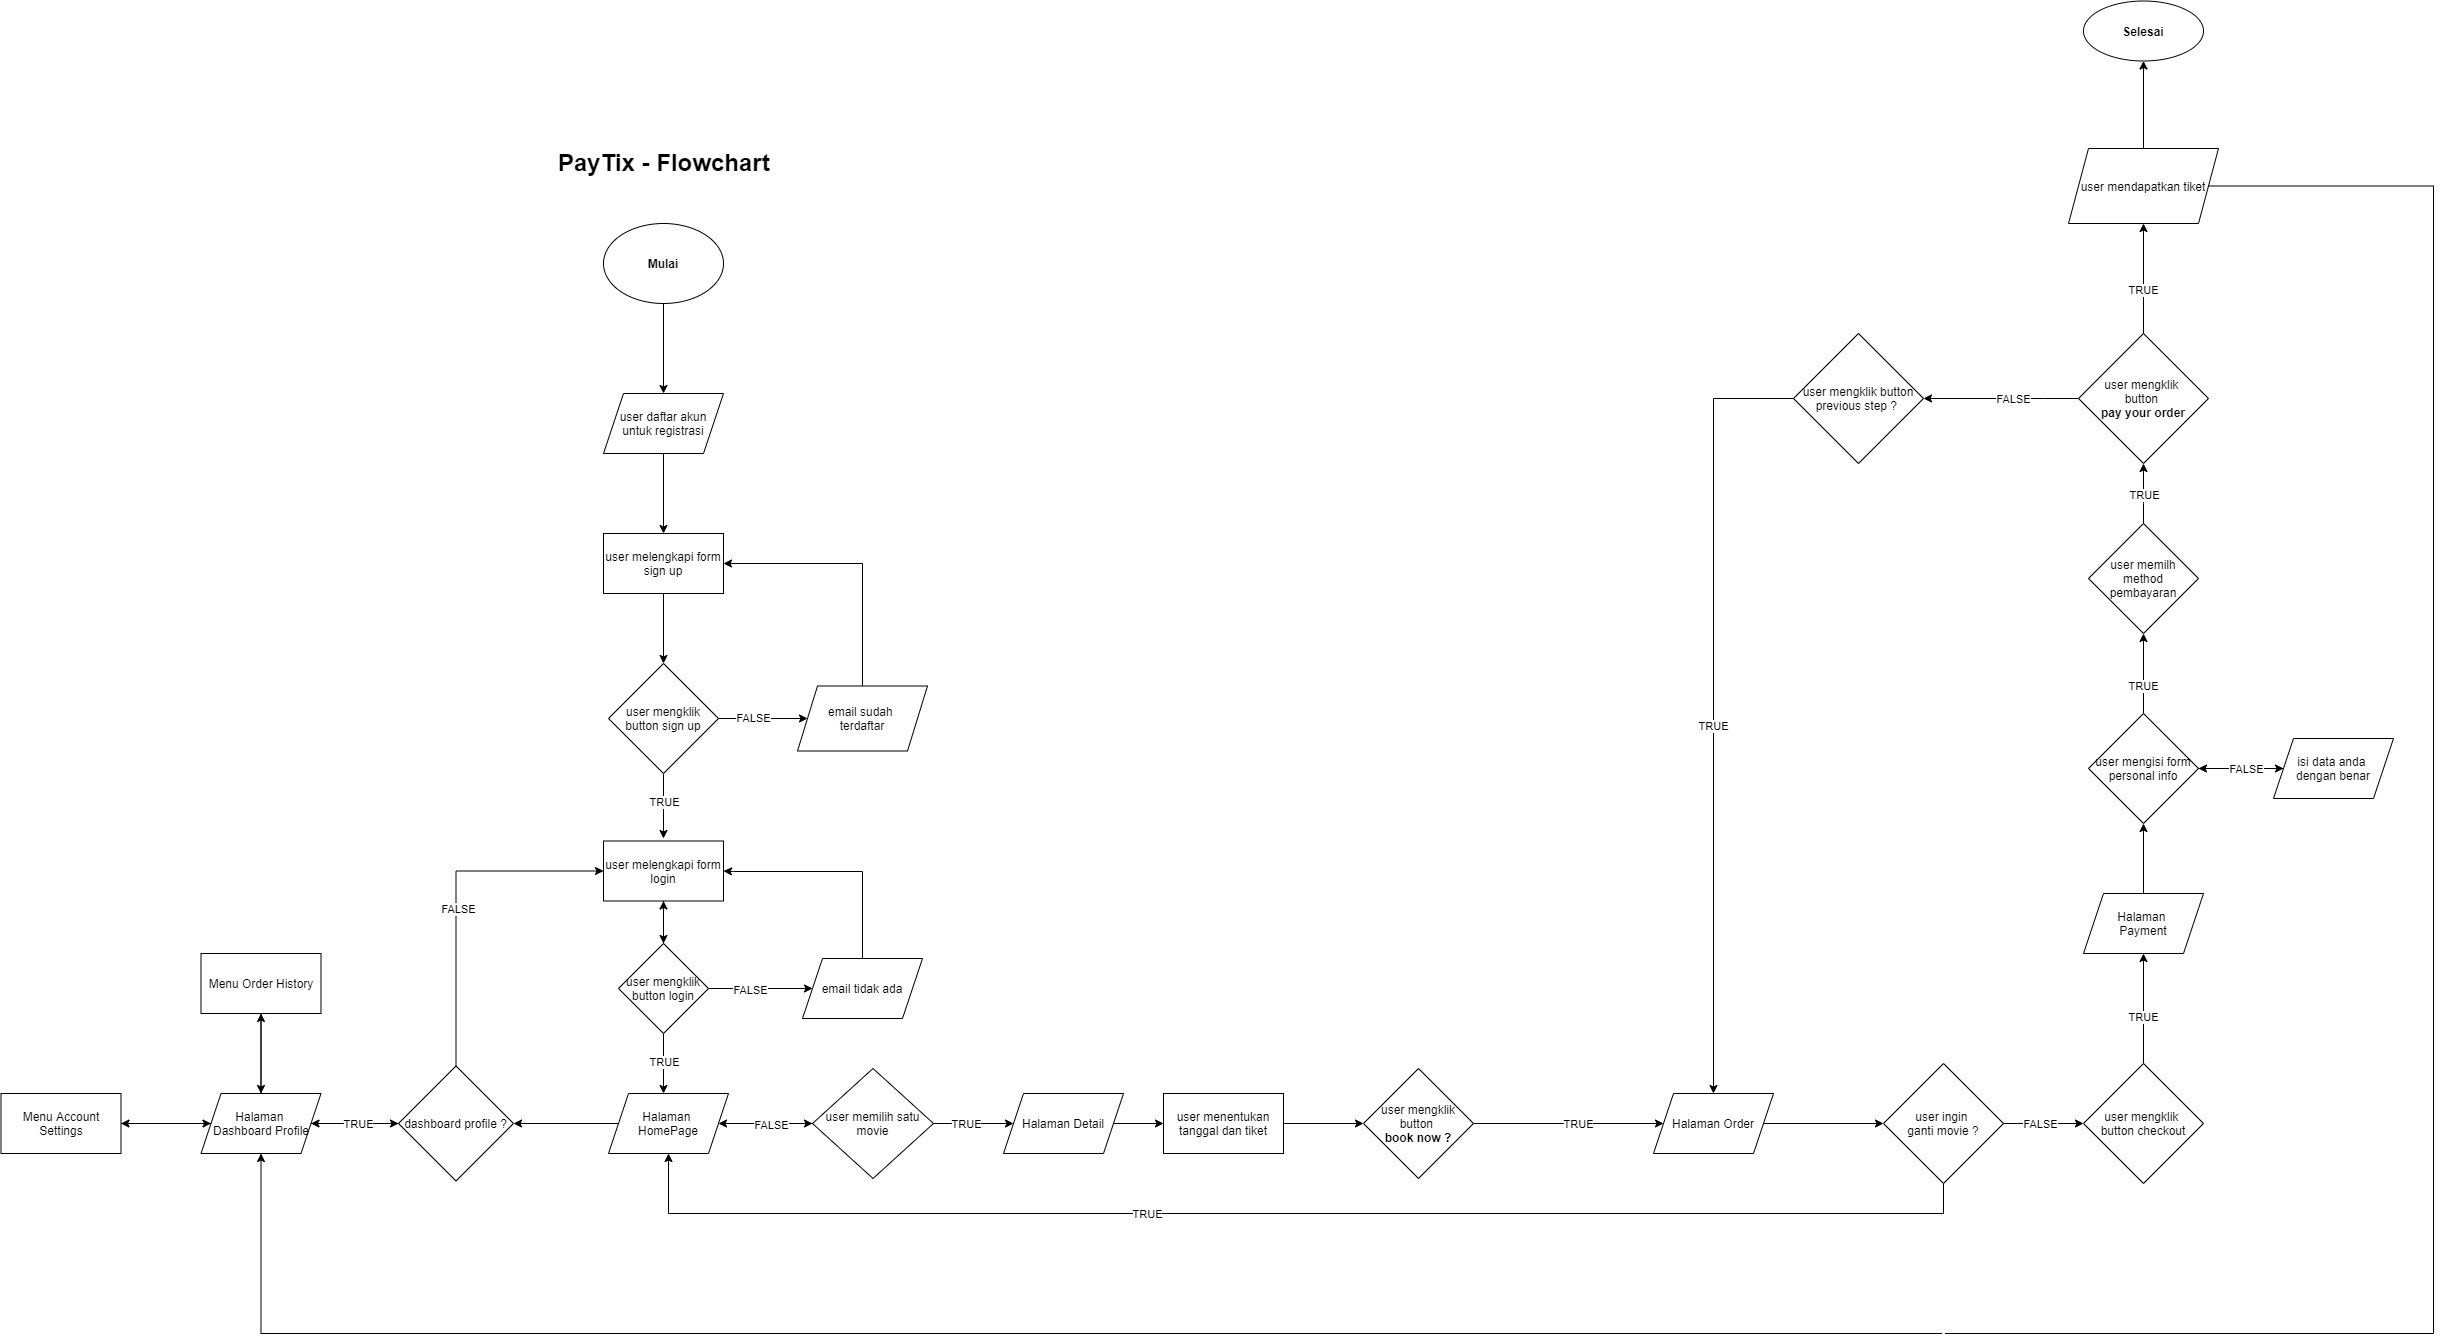 PayTix - Flowchart
Mulai
user daftar akun
untuk registrasi
user melengkapi form
sign up
user mengklik
button sign up
FALSE
email sudah
terdaftar
TRUE
user melengkapi form
login
user mengklik
button login
FALSE
email tidak ada
TRUE
Halaman
HomePage
dashboard profile ?
FALSE
TRUE
Halaman
Dashboard Profile
Menu Order History
Menu Account
Settings
FALSE
user memilih satu
movie
TRUE
Halaman Detail
user menentukan
tanggal dan tiket
user mengklik
button
book now ?
TRUE
Halaman Order
user ingin
ganti movie ?
TRUE
FALSE
user mengklik
button checkout
TRUE
Halaman
Payment
user mengisi form
personal info
FALSE
isi data anda
dengan benar
TRUE
user memilh
method
pembayaran
TRUE
user mengklik
button
pay your order
FALSE
user mengklik button
previous step ?
TRUE
TRUE
user mendapatkan tiket
Selesai